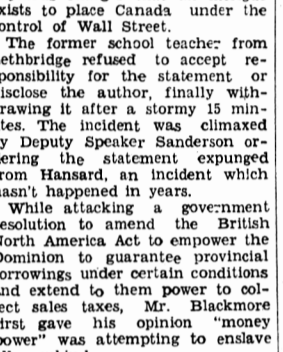 xists to place Canada under the
ontrol of Wall Street.
The former school teacher from
ethbridge refused to accept re-
ponsibility for the statement or
isclose the author, finally with-
rawing it after a stormy 15 min-
tes. The incident was climaxed
y Deputy Speaker Sanderson or-
ering the statement expunged
rom Hansard, an incident which
asn't happened in years.
While attacking a government
esolution to amend the British
North America Act to empower the
Dominion to guarantee provincial
orrowings under certain conditions
nd extend to them power to col-
ect sales taxes, Mr. Blackmore
irst gave his opinion "money
power" was attempting to enslave